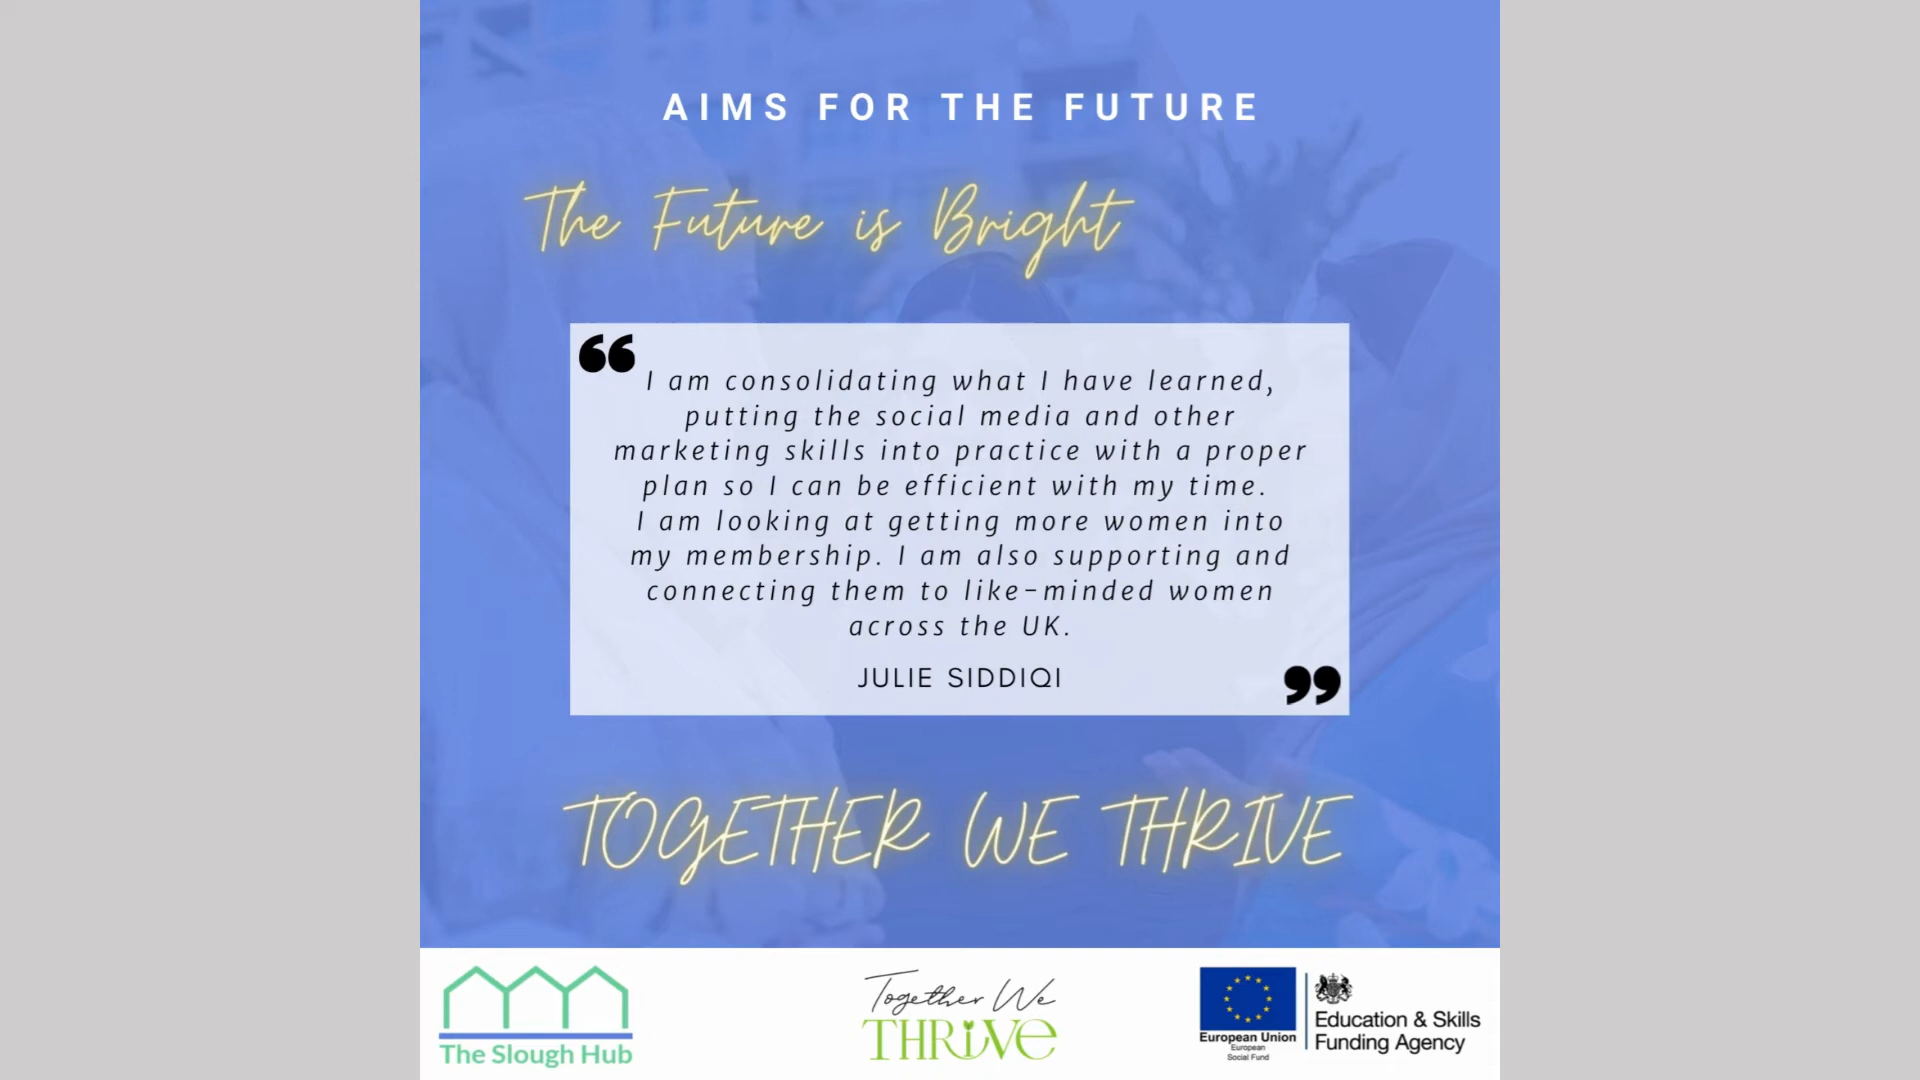 AIMS FOR THE FUTURE
The Future is Bright
“
I am consolidating what I have learned,
putting the social media and other
marketing skills into practice with a proper
plan so I can be efficient with my time.
I am looking at getting more women into
my membership. I am also supporting and
connecting them to like-minded women
across the UK.
JULIE SIDDIQI
”
TOGETHER WE THRIVE
The Slough Hub
Together We
THRiVe
European Union
European
Social Fund
Education & Skills
Funding Agency